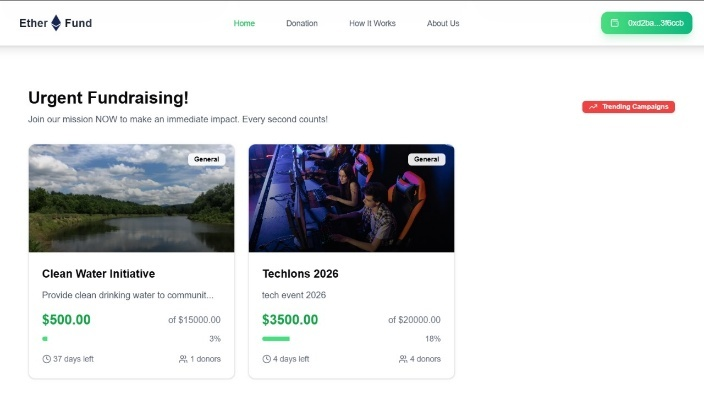 Ether Fund
Home Donation How It Works About Us
0xd2ba...3f6ccb
Urgent Fundraising!
Trending Campaigns
Join our mission NOW to make an immediate impact. Every second counts!
General
Clean Water Initiative
Provide clean drinking water to communit...
$500.00 of $15000.00
3%
37 days left 1 donors
General
Techlons 2026
tech event 2026
$3500.00 of $20000.00
18%
4 days left 4 donors